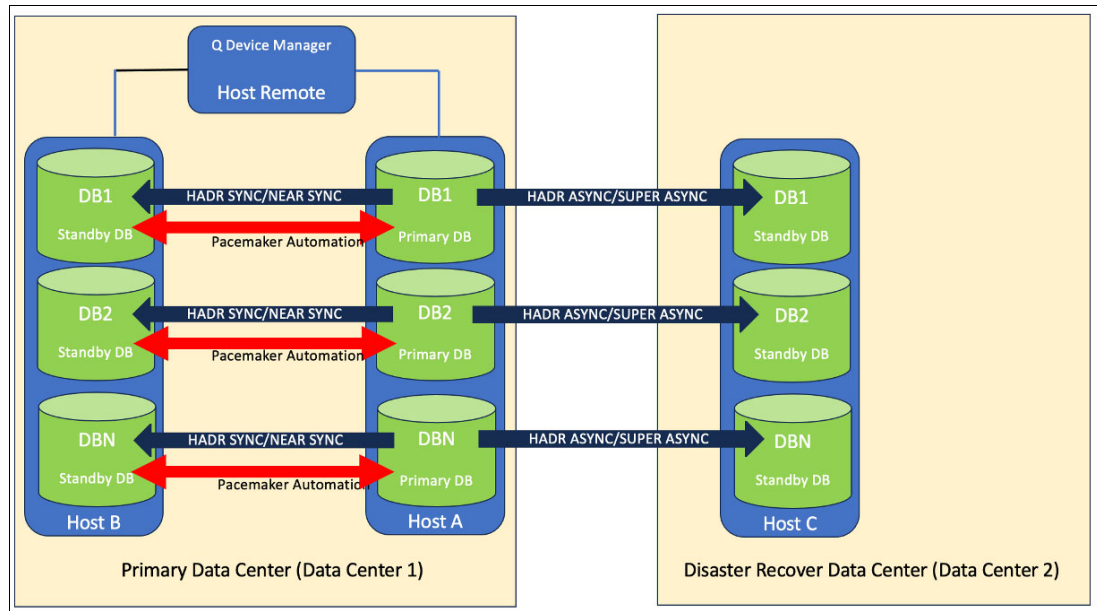 Q Device Manager
Host Remote
DB1
HADR SYNC/NEAR SYNC
DB1
HADR ASYNC/SUPER ASYNC
DB1
Standby DB
Pacemaker Automation
Primary DB
Standby DB
DB2
HADR SYNC/NEAR SYNC
DB2
HADR ASYNC/SUPER ASYNC
DB2
Standby DB
Pacemaker Automation
Primary DB
Standby DB
DBN
HADR SYNC/NEAR SYNC
DBN
HADR ASYNC/SUPER ASYNC
DBN
Standby DB
Pacemaker Automation
Primary DB
Standby DB
Host B
Host A
Host C
Primary Data Center (Data Center 1)
Disaster Recover Data Center (Data Center 2)